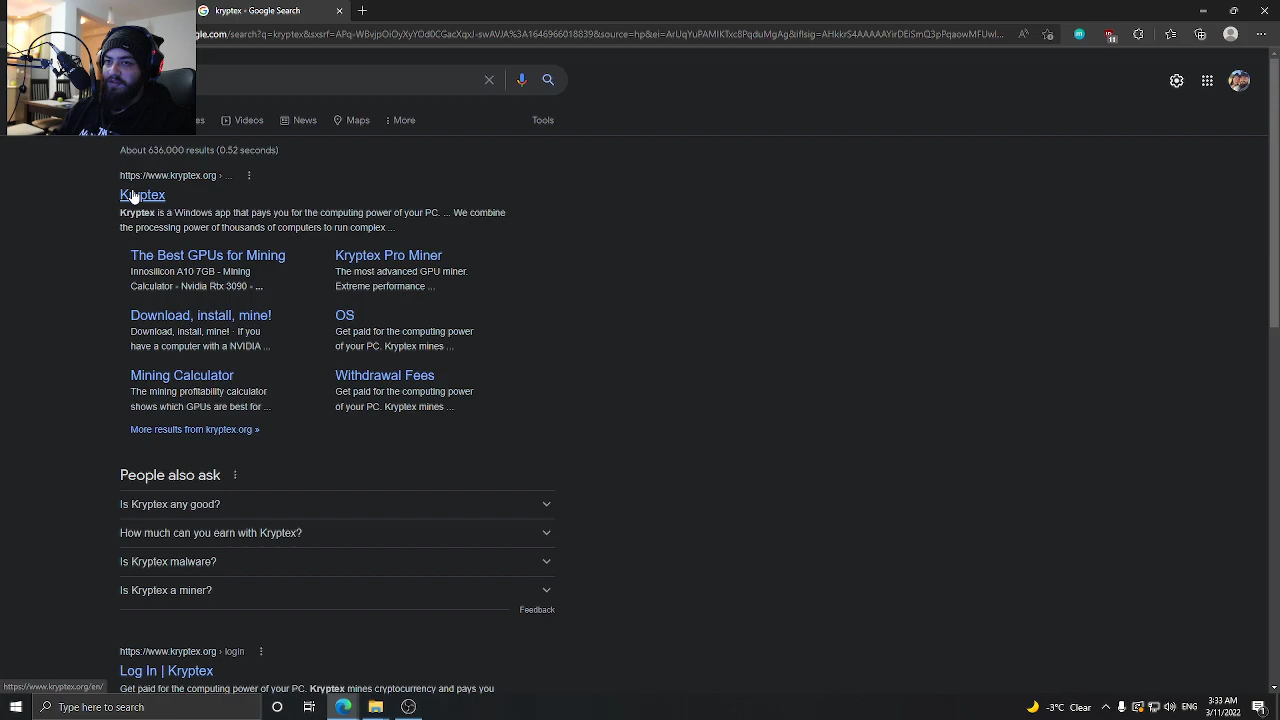 kryptex - Google Search
gle.com/search?q=kryptex&sxsrf=
es Videos News Maps More Tools
About 636,000 results (0.52 seconds)
https://www.kryptex.org › ...
Kryptex
Kryptex is a Windows app that pays you for the computing power of your PC. ... We combine
the processing power of thousands of computers to run complex ...
The Best GPUs for Mining
Innosilicon A10 7GB - Mining
Calculator • Nvidia Rtx 3090 • ...
Kryptex Pro Miner
The most advanced GPU miner.
Extreme performance ...
Download, install, mine!
Download, install, mine! · If you
have a computer with a NVIDIA ...
OS
Get paid for the computing power
of your PC. Kryptex mines ...
Mining Calculator
The mining profitability calculator
shows which GPUs are best for ...
Withdrawal Fees
Get paid for the computing power
of your PC. Kryptex mines ...
More results from kryptex.org »
People also ask
Is Kryptex any good?
How much can you earn with Kryptex?
Is Kryptex malware?
Is Kryptex a miner?
Feedback
https://www.kryptex.org › login
Log In | Kryptex
Get paid for the computing power of your PC. Kryptex mines cryptocurrency and pays you
https://www.kryptex.org/en/
Type here to search
-3C Clear
ENG
3:33 AM
3/11/2022